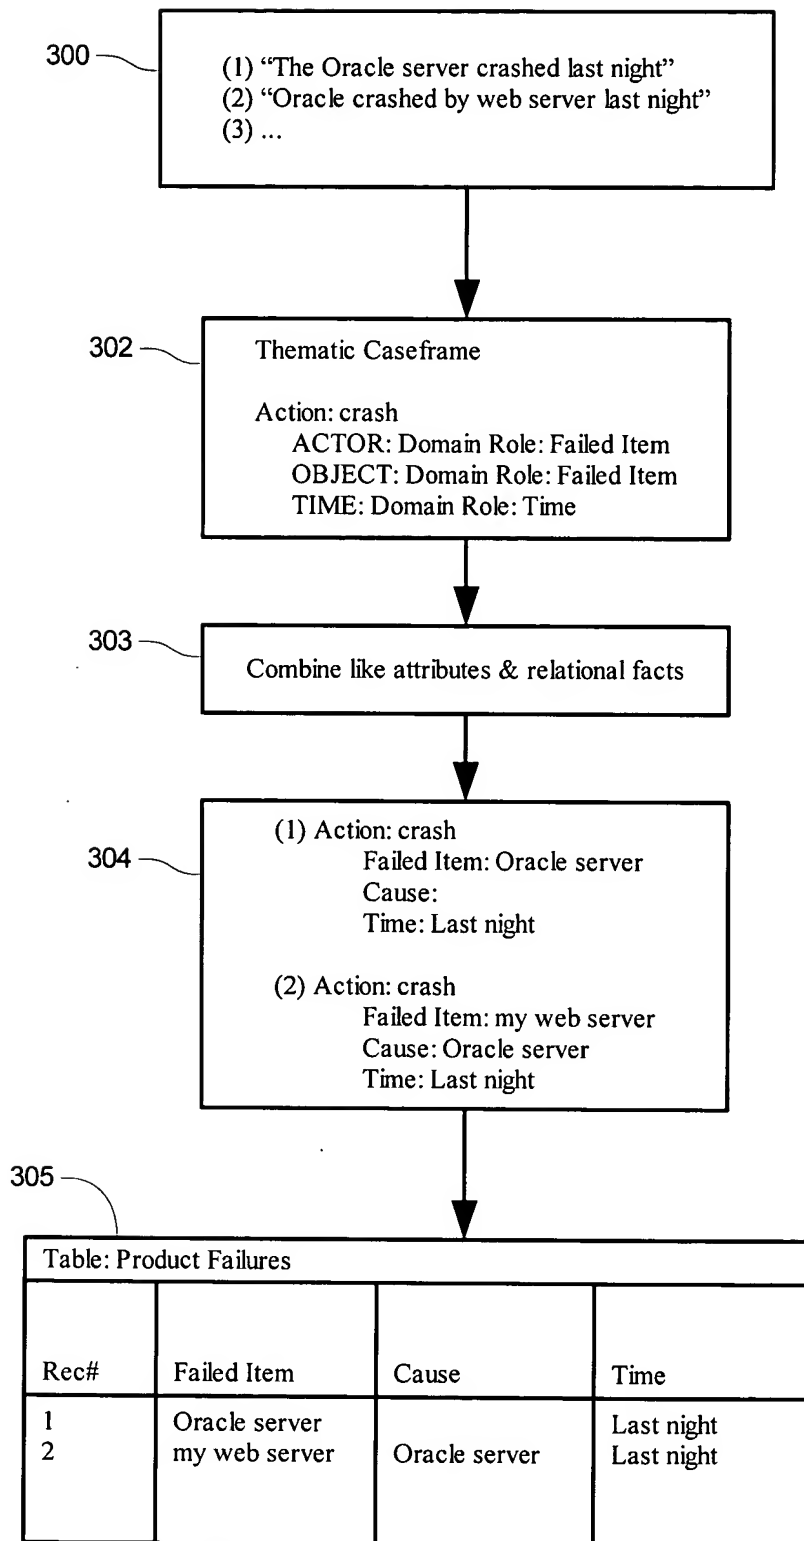 300
(1) “The Oracle server crashed last night”
(2) “Oracle crashed by web server last night”
(3) ...
302
Thematic Caseframe
Action: crash
ACTOR: Domain Role: Failed Item
OBJECT: Domain Role: Failed Item
TIME: Domain Role: Time
303
Combine like attributes & relational facts
304
(1) Action: crash
Failed Item: Oracle server
Cause:
Time: Last night
(2) Action: crash
Failed Item: my web server
Cause: Oracle server
Time: Last night
305
Table: Product Failures
Rec# Failed Item Cause Time
1 Oracle server Last night
2 my web server Oracle server Last night